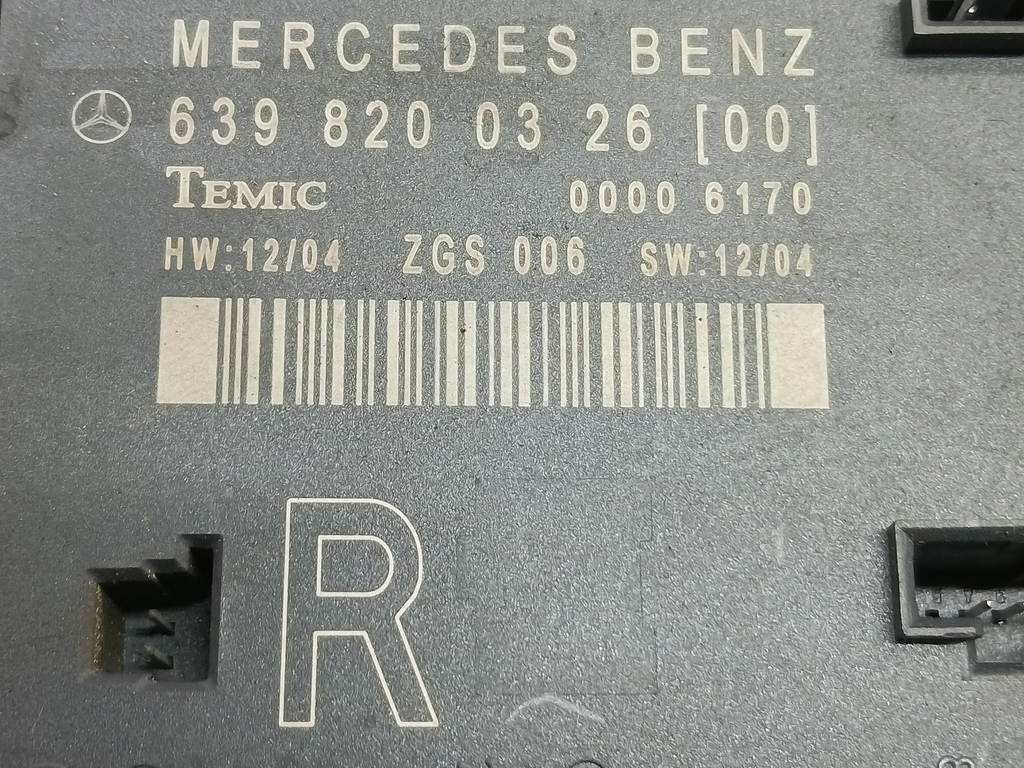 MERCEDES BENZ
639 820 03 26 [00]
TEMIC 0000 6170
HW:12/04 ZGS 006 SW:12/04
R